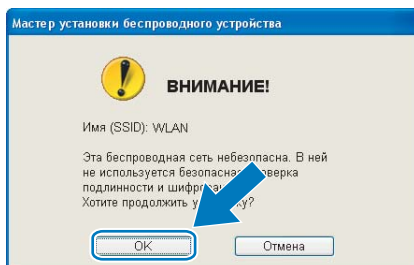 Мастер установки беспроводного устройства
ВНИМАНИЕ!
Имя (SSID): WLAN
Эта беспроводная сеть небезопасна. В ней
не используется безопасная
подлинности и
Хотите продолжить
OK
Отмена